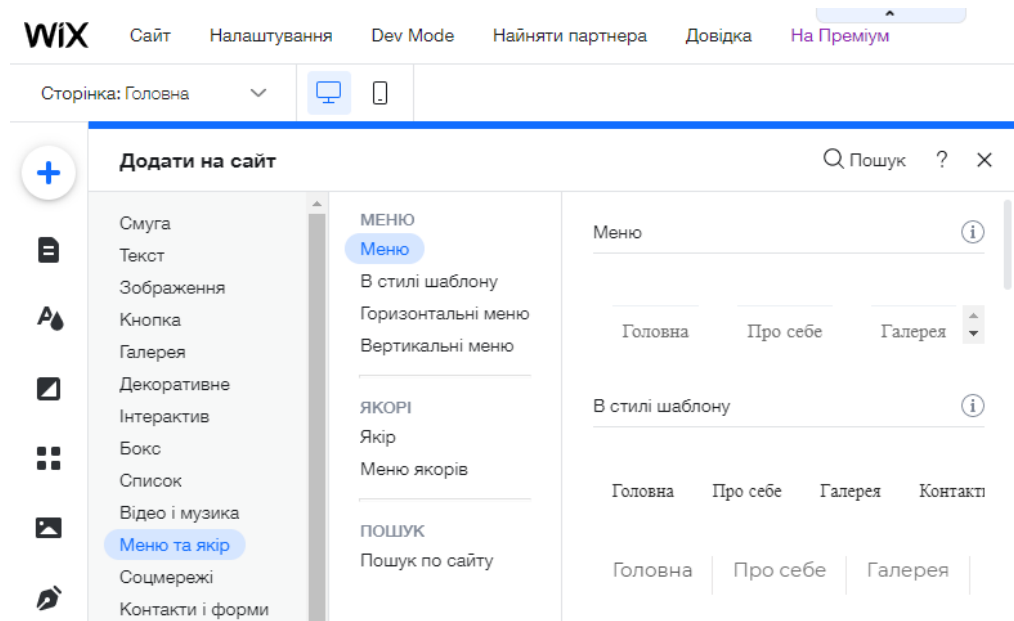 WiX Сайт Налаштування Dev Mode Найняти партнера Довідка На Преміум
Сторінка: Головна
Додати на сайт Пошук ? ×
Смуга
Текст
Зображення
Кнопка
Галерея
Декоративне
Інтерактив
Бокс
Список
Відео і музика
Меню та якір
Соцмережі
Контакти і форми
МЕНЮ
Меню
В стилі шаблону
Горизонтальні меню
Вертикальні меню
ЯКОРІ
Якір
Меню якорів
ПОШУК
Пошук по сайту
Меню
Головна Про себе Галерея
В стилі шаблону
Головна Про себе Галерея Контакти
Головна Про себе Галерея